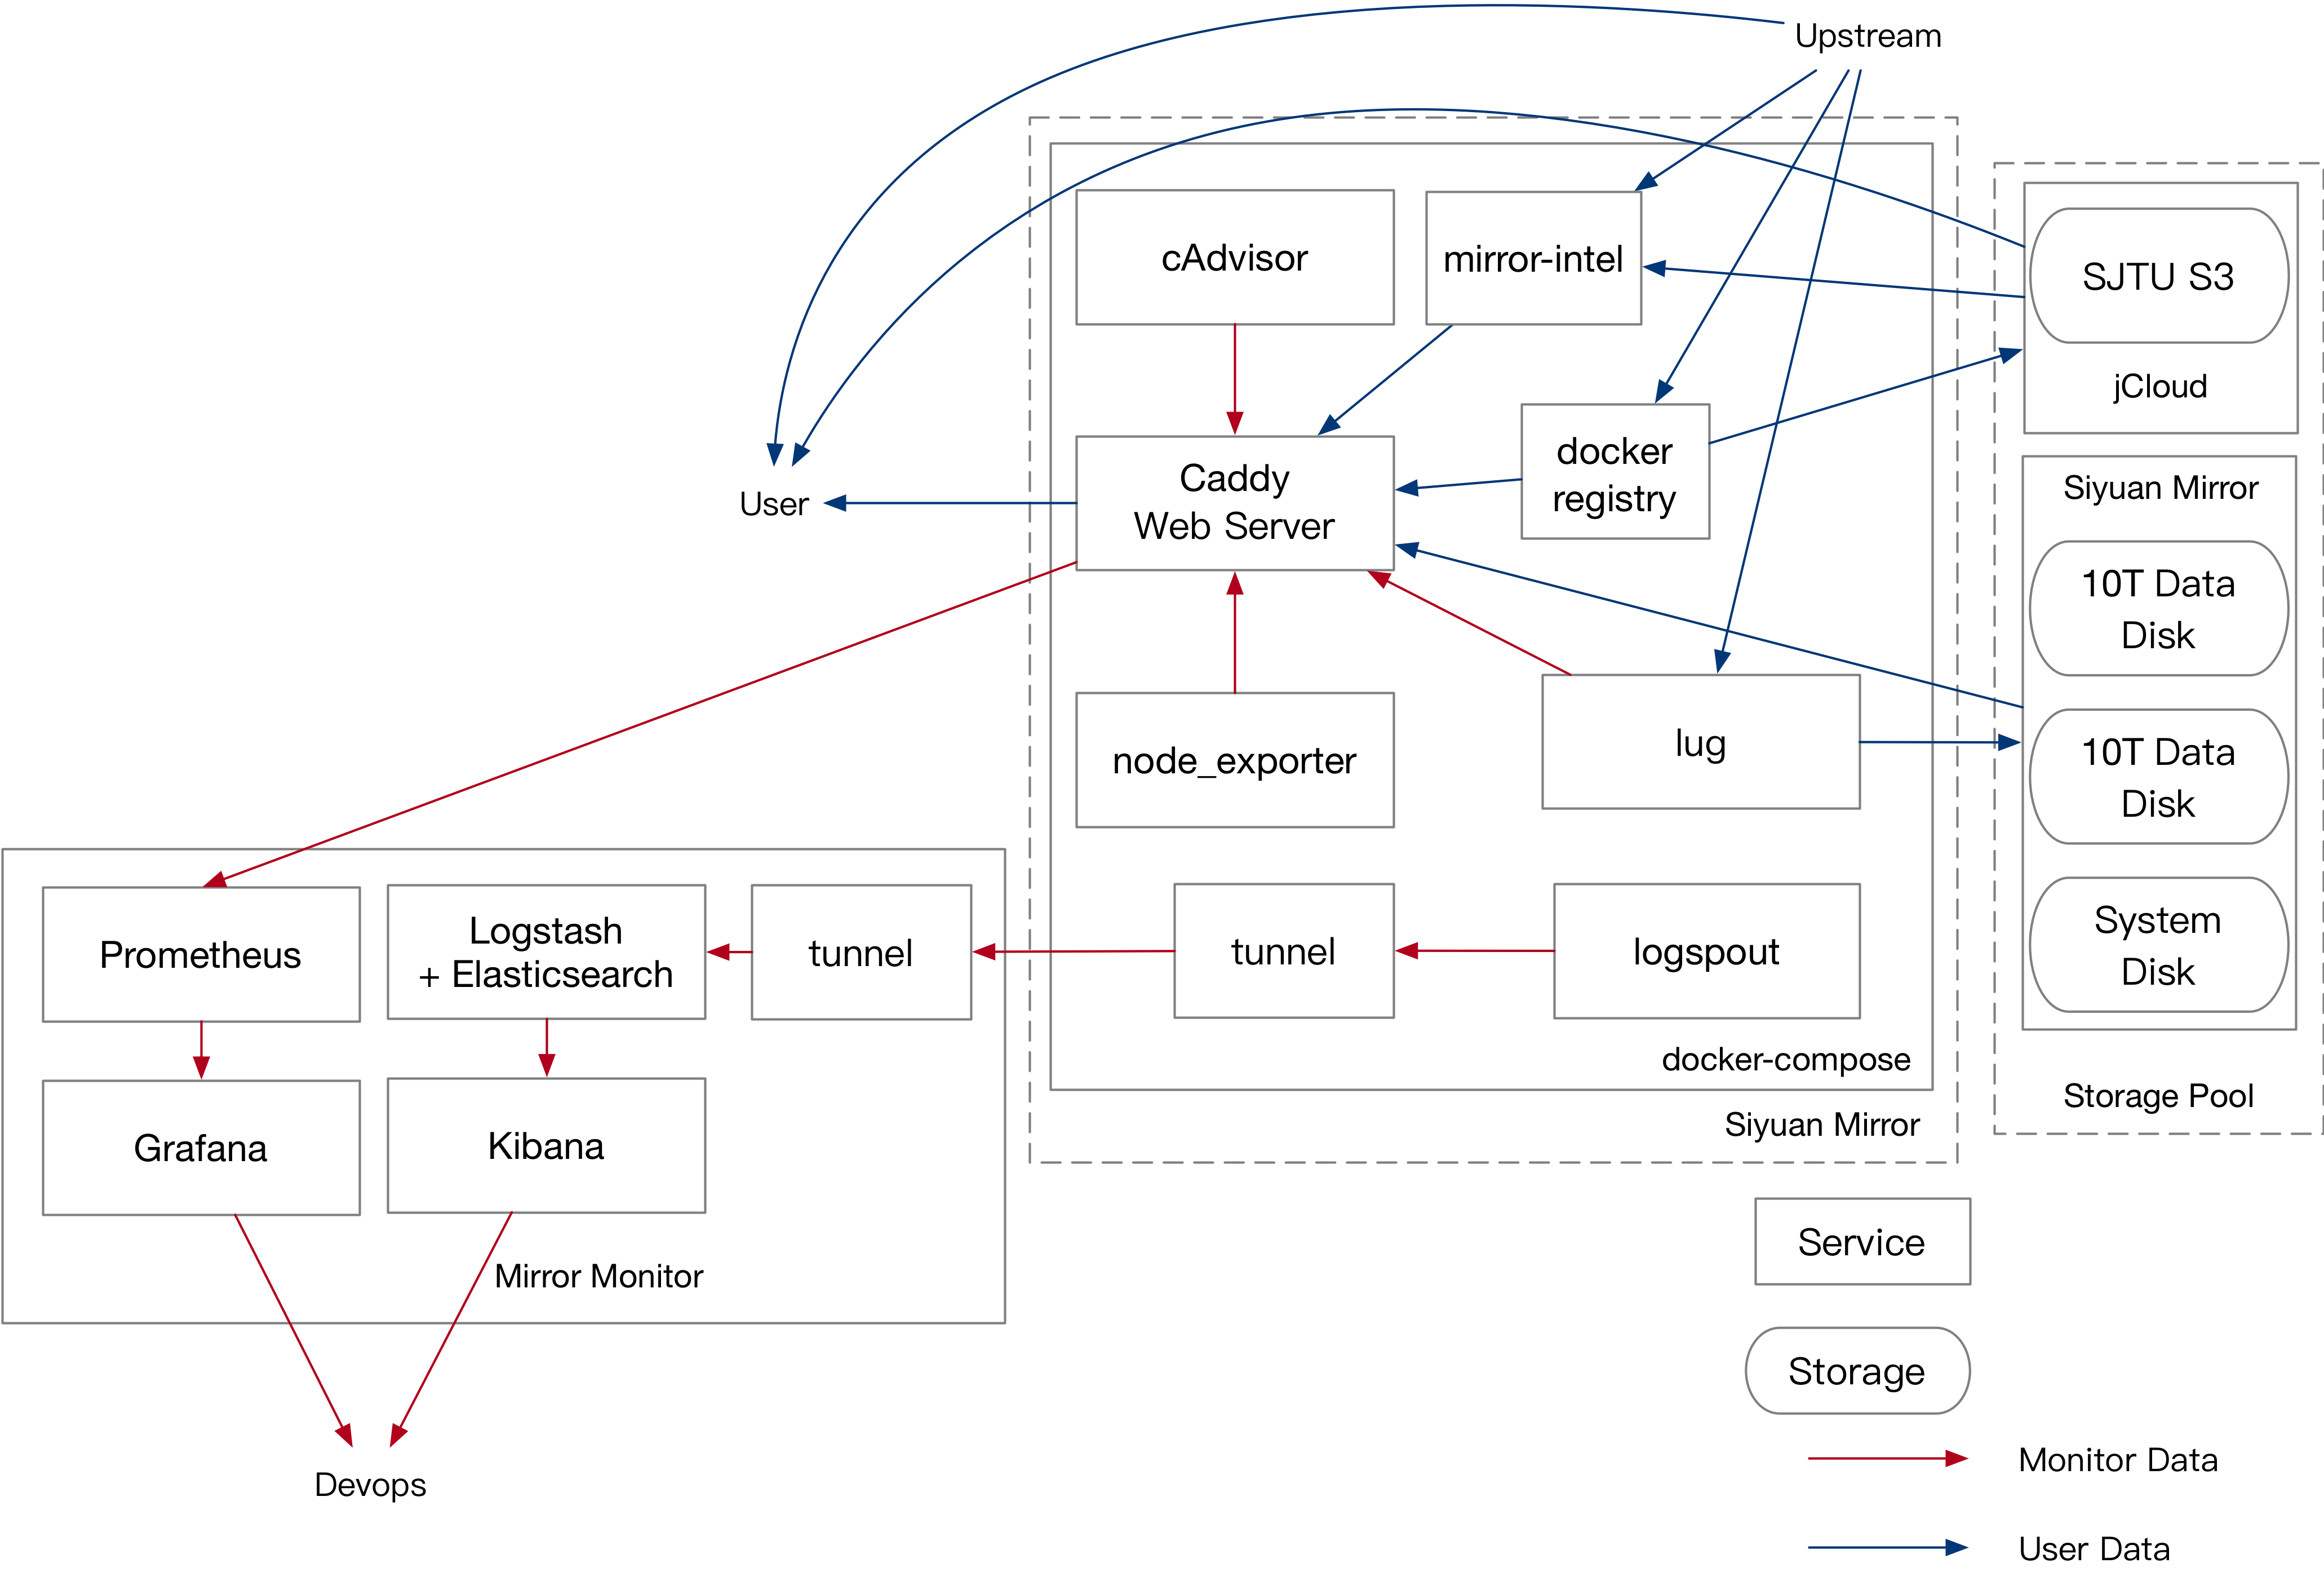 Upstream
cAdvisor
mirror-intel
SJTU S3
jCloud
User
Caddy
Web Server
docker
registry
Siyuan Mirror
10T Data
Disk
node_exporter
lug
10T Data
Disk
Prometheus
Logstash
+ Elasticsearch
tunnel
tunnel
logspout
System
Disk
docker-compose
Storage Pool
Siyuan Mirror
Grafana
Kibana
Mirror Monitor
Service
Storage
Devops
Monitor Data
User Data